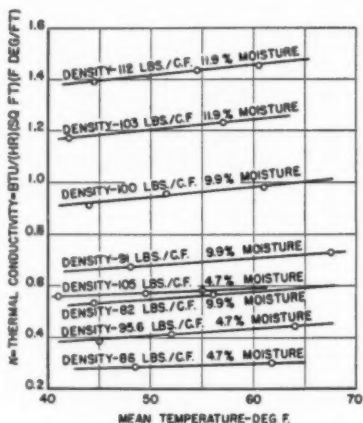 K=THERMAL CONDUCTIVITY=BTU/(HR)(SQ FT)(F DEG/FT)
1.6
1.4
1.2
1.0
0.8
0.6
0.4
0.2
DENSITY-112 LBS./C.F. 11.9% MOISTURE
DENSITY-103 LBS./C.F. 11.9% MOISTURE
DENSITY-100 LBS./C.F. 9.9% MOISTURE
DENSITY-91 LBS./C.F. 9.9% MOISTURE
DENSITY-105 LBS./C.F. 4.7% MOISTURE
DENSITY-82 LBS./C.F. 9.9% MOISTURE
DENSITY-95.6 LBS./C.F. 4.7% MOISTURE
DENSITY-86 LBS./C.F. 4.7% MOISTURE
40 50 60 70
MEAN TEMPERATURE-DEG F.